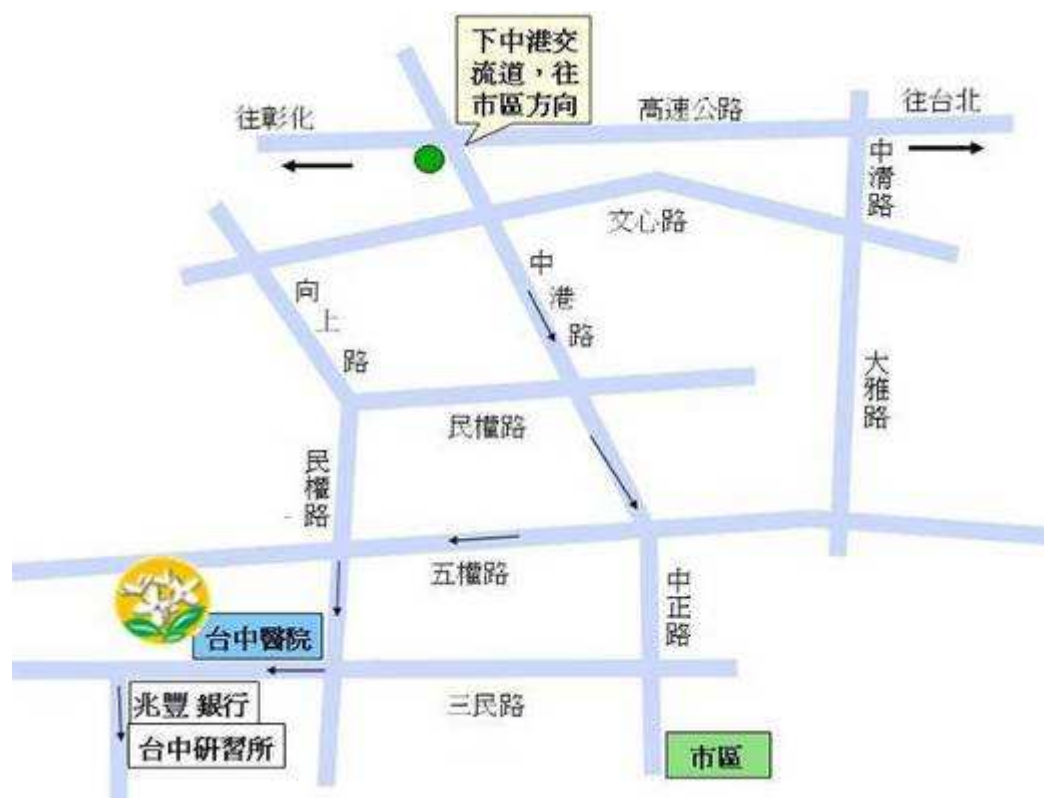 下中港交
流道，往
市區方向
往彰化
高速公路
往台北
中清路
文心路
中港路
向上路
大雅路
民權路
民權路
五權路
中正路
台中醫院
三民路
兆豐 銀行
台中研習所
市區